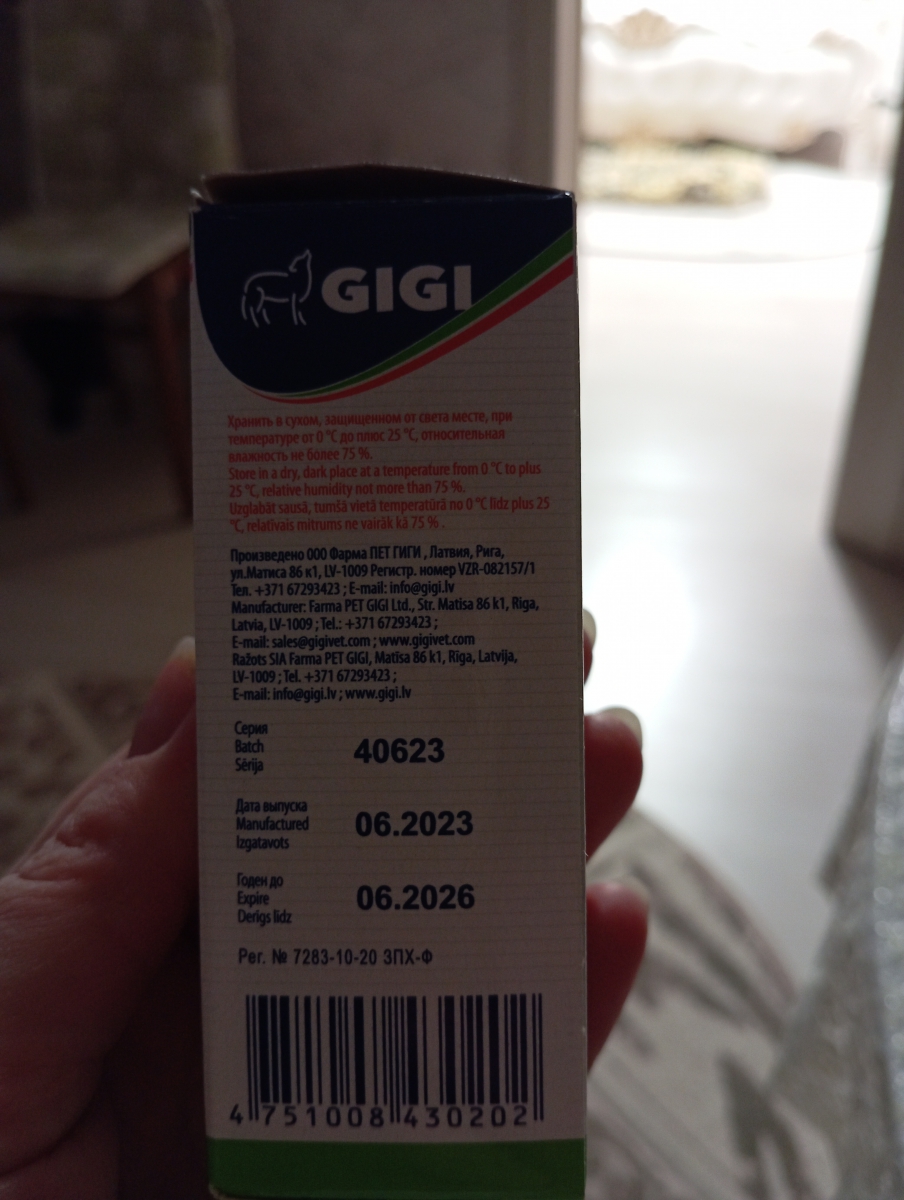 GIGI
Хранить в сухом, защищенном от света месте, при
температуре от 0 °C до плюс 25 °C, относительная
влажность не более 75 %.
Store in a dry, dark place at a temperature from 0 °C to plus
25 °C, relative humidity not more than 75 %.
Uzglabāt sausā, tumšā vietā temperatūrā no 0 °C līdz plus 25
°C, relatīvais mitrums ne vairāk kā 75 % .
Произведено ООО Фарма ПЕТ ГИГИ , Латвия, Рига,
ул.Матиса 86 к1, LV-1009 Регистр. номер VZR-082157/1
Тел. +371 67293423 ; E-mail: info@gigi.lv
Manufacturer: Farma PET GIGI Ltd., Str. Matisa 86 k1, Riga,
Latvia, LV-1009 ; Tel.: +371 67293423 ;
E-mail: sales@gigivet.com ; www.gigivet.com
Ražots SIA Farma PET GIGI, Matīsa 86 k1, Rīga, Latvija,
LV-1009 ; Tel. +371 67293423 ;
E-mail: info@gigi.lv ; www.gigi.lv
Серия
Batch 40623
Sērija
Дата выпуска
Manufactured 06.2023
Izgatavots
Годен до
Expire 06.2026
Derīgs līdz
Рег. № 7283-10-20 ЗПХ-Ф
4 751008 430202